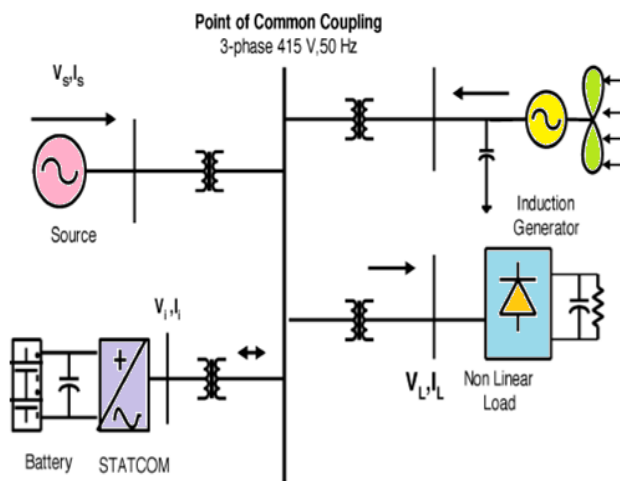 Point of Common Coupling
3-phase 415 V,50 Hz
Vs,Is
Source
Induction
Generator
Vi,Ii
Battery
STATCOM
VL,IL
Non Linear
Load